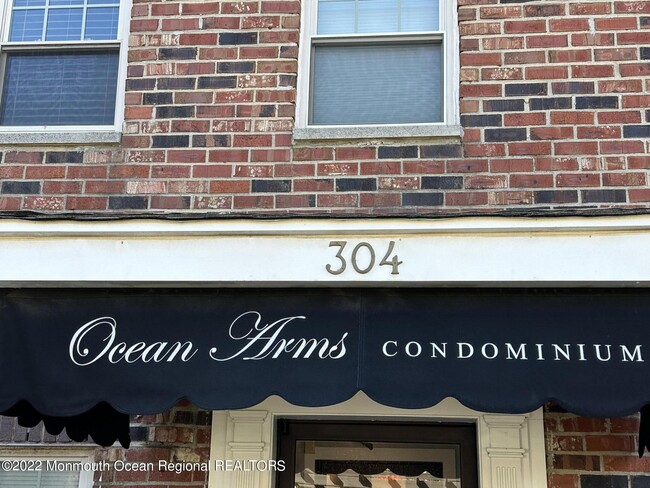 304
Ocean Arms CONDOMINIUM
©2022 Monmouth Ocean Regional REALTORS